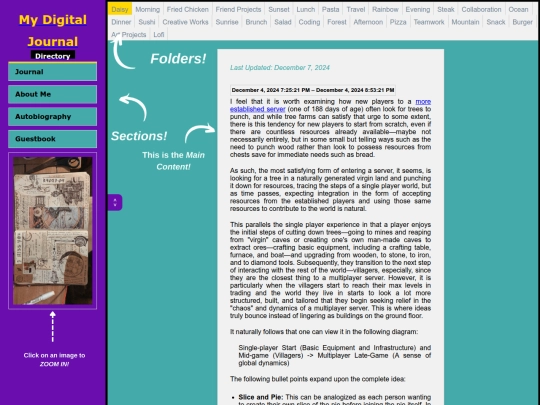 My Digital
Journal
Directory
Journal
About Me
Autobiography
Guestbook
Click on an image to
ZOOM IN!
Daisy Morning Fried Chicken Friend Projects Sunset Lunch Pasta Travel Rainbow Evening Steak Collaboration Ocean
Dinner Sushi Creative Works Sunrise Brunch Salad Coding Forest Afternoon Pizza Teamwork Mountain Snack Burger
Art Projects Lofi
Folders!
Sections!
This is the Main
Content!
Last Updated: December 7, 2024
December 4, 2024 7:25:21 PM – December 4, 2024 8:53:21 PM
I feel that it is worth examining how new players to a more
established server (one of 188 days of age) often look for trees to
punch, and while tree farms can satisfy that urge to some extent,
there is this tendency for new players to start from scratch, even if
there are countless resources already available—maybe not
necessarily entirely, but in some small but telling ways such as the
need to punch wood rather than look to possess resources from
chests save for immediate needs such as bread.
As such, the most satisfying form of entering a server, it seems, is
looking for a tree in a naturally generated virgin land and punching
it down for resources, tracing the steps of a single player world, but
as time passes, expecting integration in the form of accepting
resources from the established players and using those same
resources to contribute to the world is natural.
This parallels the single player experience in that a player enjoys
the initial steps of cutting down trees—going to mines and reaping
from "virgin" caves or creating one's own man-made caves to
extract ores—crafting basic equipment, including a crafting table,
furnace, and boat—and upgrading from wooden, to stone, to iron,
and to diamond tools. Subsequently, they transition to the next step
of interacting with the rest of the world—villagers, especially, since
they are the closest thing to a multiplayer server. However, it is
particularly when the villagers start to reach their max levels in
trading and the world they live in starts to look a lot more
structured, built, and tailored that they begin seeking relief in the
"chaos" and dynamics of a multiplayer server. This is where ideas
truly bounce instead of lingering as buildings on the ground floor.
It naturally follows that one can view it in the following diagram:
Single-player Start (Basic Equipment and Infrastructure) and
Mid-game (Villagers) -> Multiplayer Late-Game (A sense of
global dynamics)
The following bullet points expand upon the complete idea:
• Slice and Pie: This can be analogized as each person wanting
to create their own slice of the pie before joining the pie itself. In